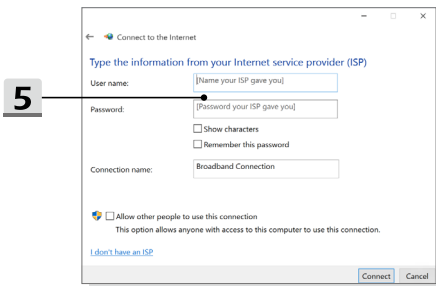 Connect to the Internet
Type the information from your Internet service provider (ISP)
User name:
[Name your ISP gave you]
5
Password:
[Password your ISP gave you]
Show characters
Remember this password
Connection name:
Broadband Connection
Allow other people to use this connection
This option allows anyone with access to this computer to use this connection.
I don't have an ISP
Connect
Cancel